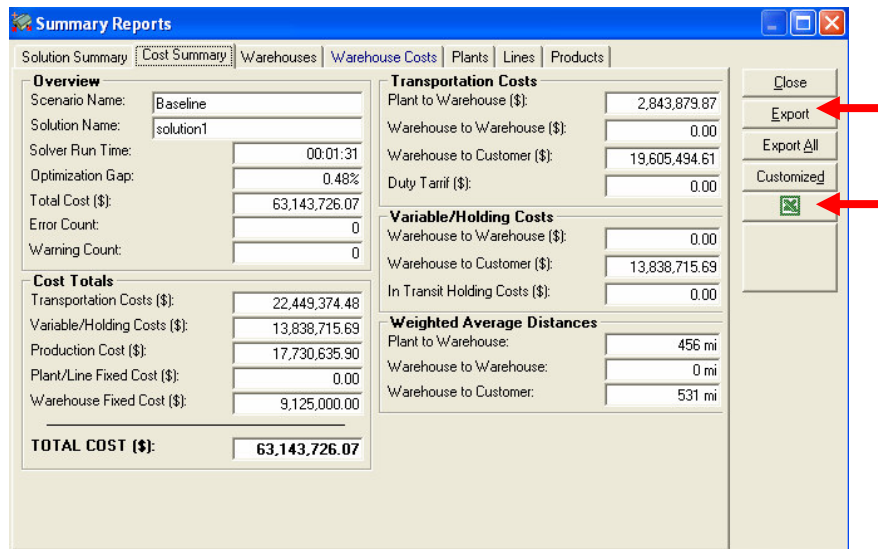 Summary Reports
Solution Summary Cost Summary Warehouses Warehouse Costs Plants Lines Products
Overview
Scenario Name: Baseline
Solution Name: solution1
Solver Run Time: 00:01:31
Optimization Gap: 0.48%
Total Cost ($): 63,143,726.07
Error Count: 0
Warning Count: 0
Cost Totals
Transportation Costs ($): 22,449,374.48
Variable/Holding Costs ($): 13,838,715.69
Production Cost ($): 17,730,635.90
Plant/Line Fixed Cost ($): 0.00
Warehouse Fixed Cost ($): 9,125,000.00
TOTAL COST ($): 63,143,726.07
Transportation Costs
Plant to Warehouse ($): 2,843,879.87
Warehouse to Warehouse ($): 0.00
Warehouse to Customer ($): 19,605,494.61
Duty Tarrif ($): 0.00
Variable/Holding Costs
Warehouse to Warehouse ($): 0.00
Warehouse to Customer ($): 13,838,715.69
In Transit Holding Costs ($): 0.00
Weighted Average Distances
Plant to Warehouse: 456 mi
Warehouse to Warehouse: 0 mi
Warehouse to Customer: 531 mi
Close
Export
Export All
Customized